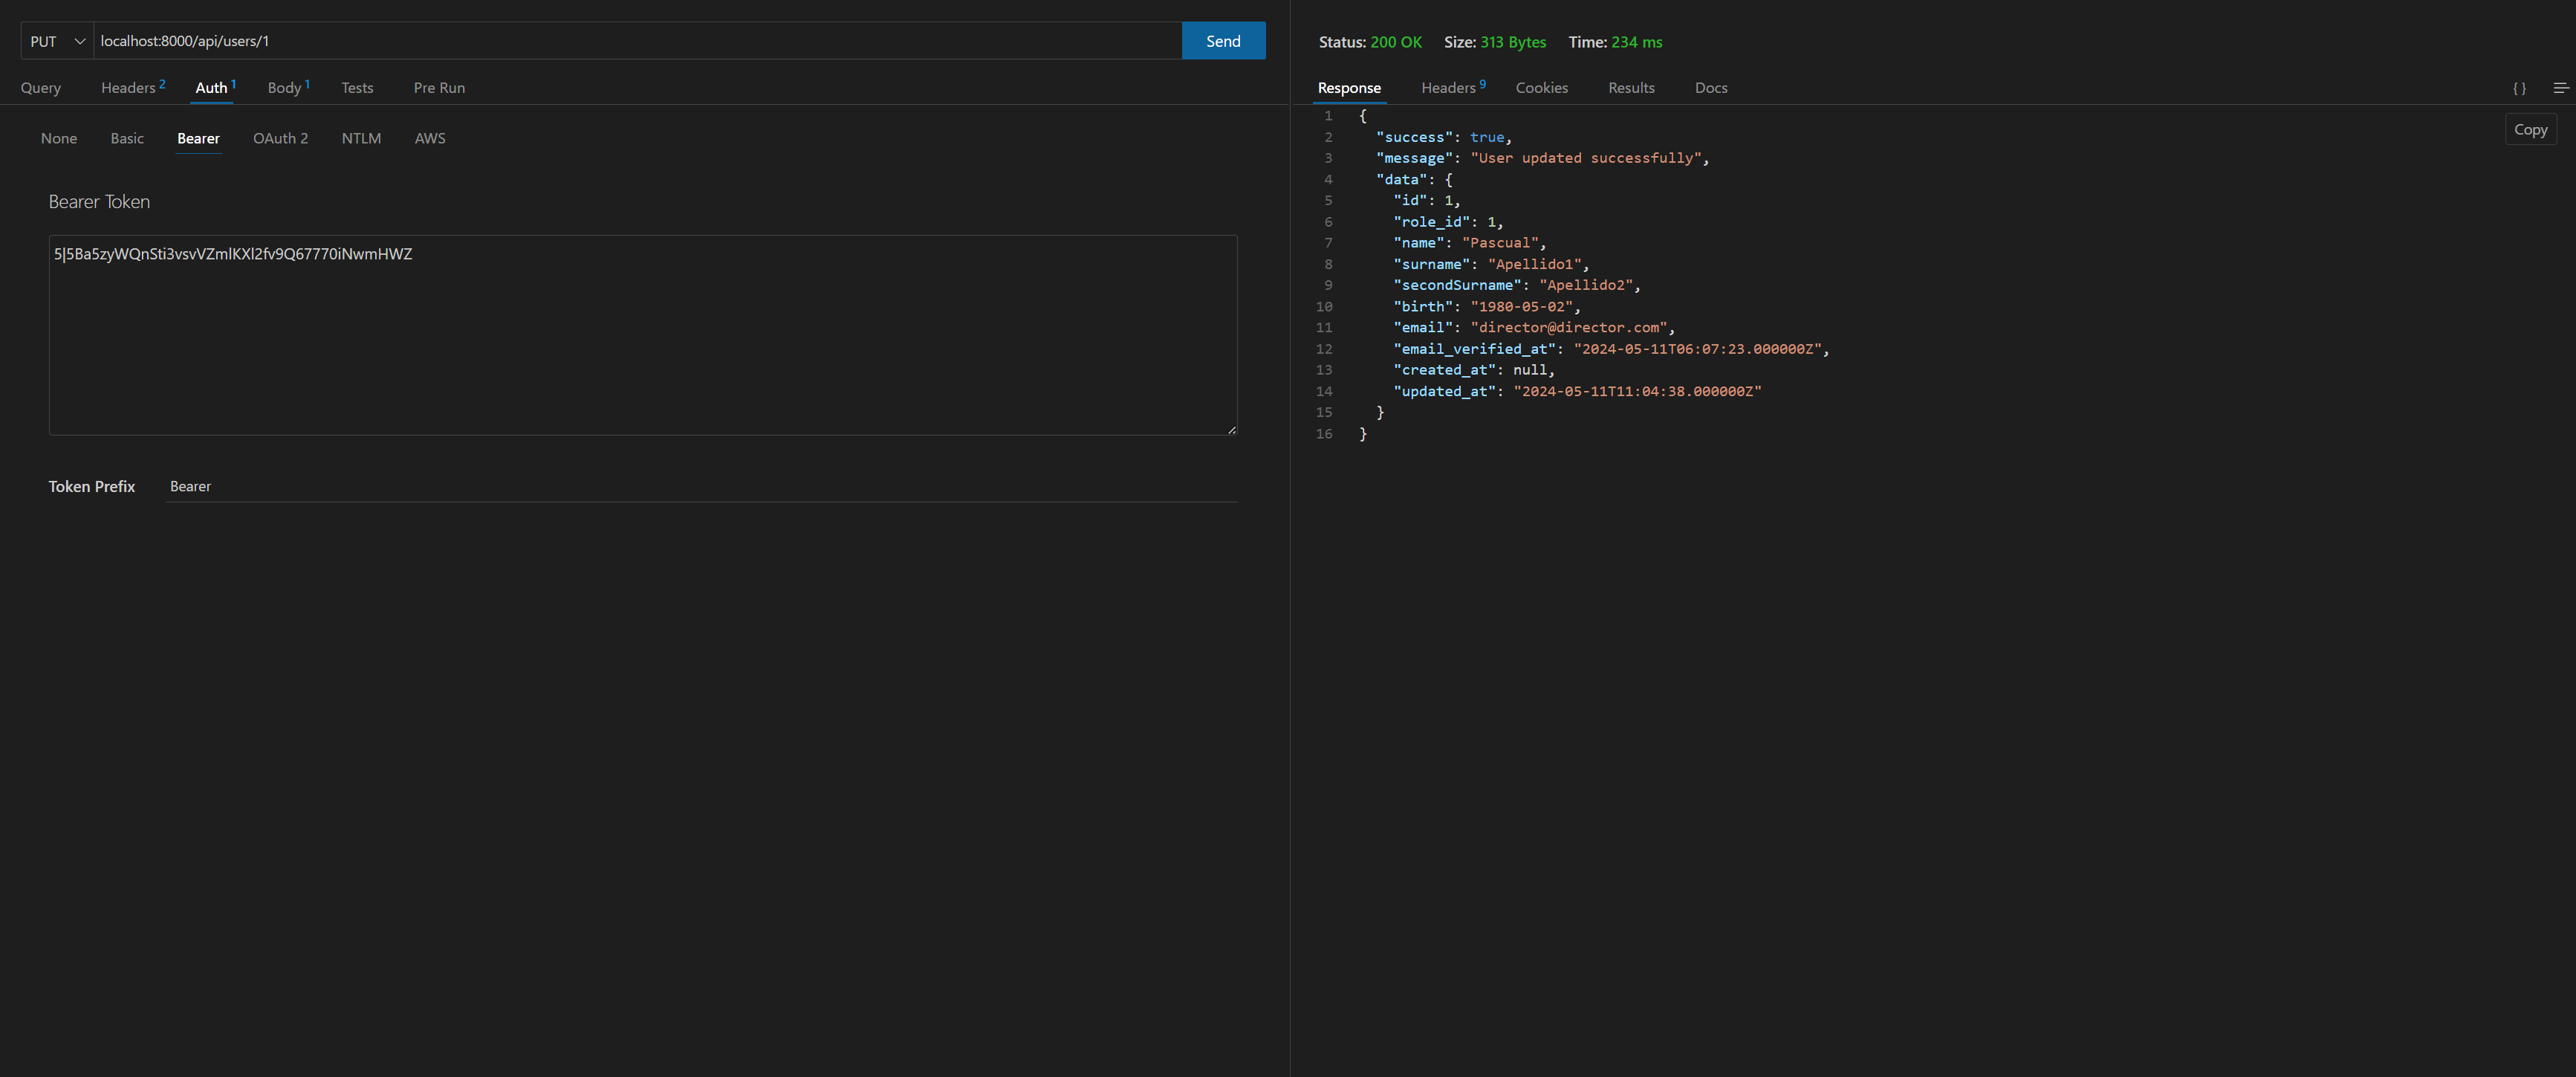 PUT localhost:8000/api/users/1 Send
Query Headers 2 Auth 1 Body 1 Tests Pre Run
None Basic Bearer OAuth 2 NTLM AWS
Bearer Token
5|5Ba5zyWQnSti3vsvVZmlKXl2fv9Q67770iNwmHWZ
Token Prefix Bearer
Status: 200 OK Size: 313 Bytes Time: 234 ms
Response Headers 9 Cookies Results Docs { }
Copy
1 {
2 "success": true,
3 "message": "User updated successfully",
4 "data": {
5 "id": 1,
6 "role_id": 1,
7 "name": "Pascual",
8 "surname": "Apellido1",
9 "secondSurname": "Apellido2",
10 "birth": "1980-05-02",
11 "email": "director@director.com",
12 "email_verified_at": "2024-05-11T06:07:23.000000Z",
13 "created_at": null,
14 "updated_at": "2024-05-11T11:04:38.000000Z"
15 }
16 }